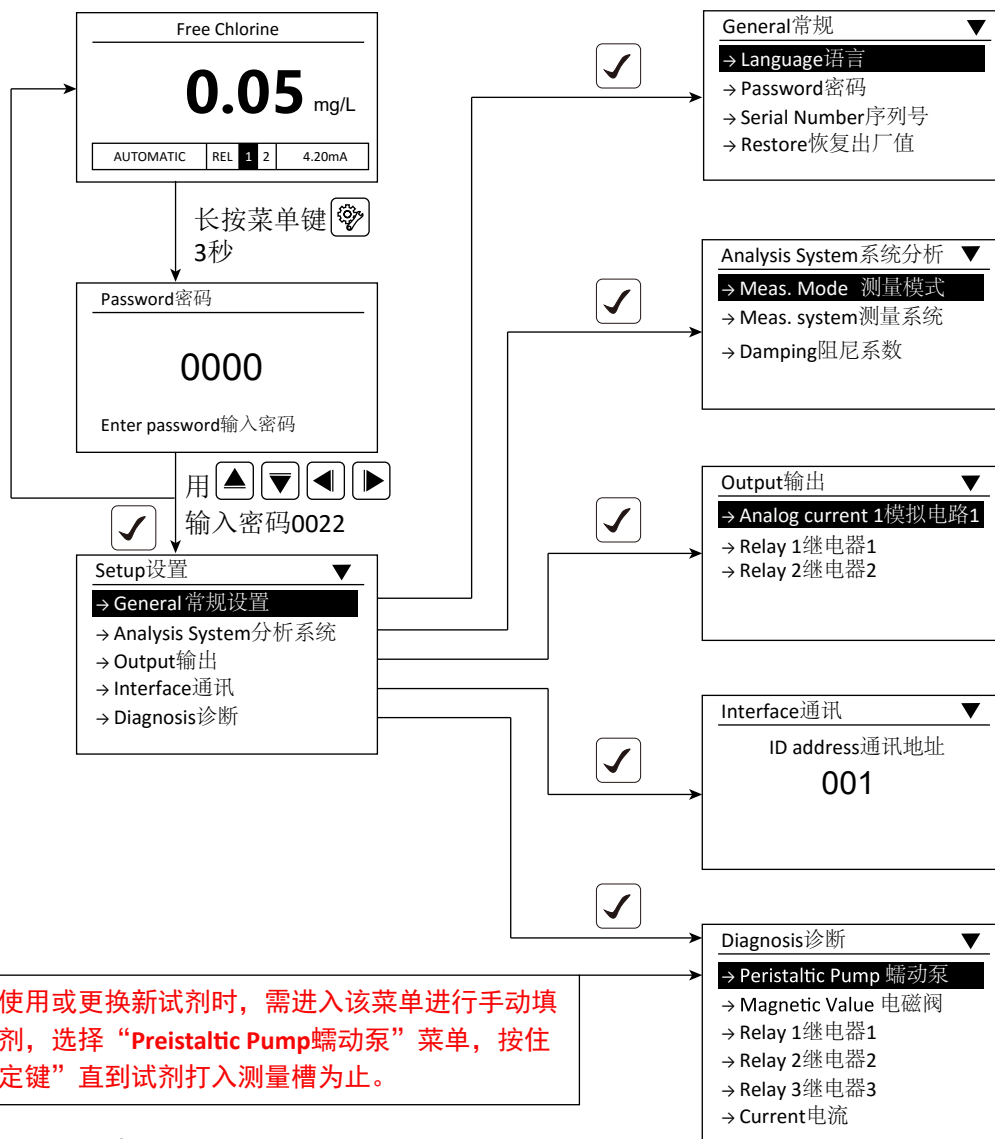 Free Chlorine
0.05 mg/L
AUTOMATIC REL 1 2 4.20mA
长按菜单键
3秒
Password密码
0000
Enter password输入密码
用
输入密码0022
Setup设置
→ General 常规设置
→ Analysis System分析系统
→ Output输出
→ Interface通讯
→ Diagnosis诊断
General常规
→ Language语言
→ Password密码
→ Serial Number序列号
→ Restore恢复出厂值
Analysis System系统分析
→ Meas. Mode 测量模式
→ Meas. system测量系统
→ Damping阻尼系数
Output输出
→ Analog current 1模拟电路1
→ Relay 1继电器1
→ Relay 2继电器2
Interface通讯
ID address通讯地址
001
Diagnosis诊断
→ Peristaltic Pump 蠕动泵
→ Magnetic Value 电磁阀
→ Relay 1继电器1
→ Relay 2继电器2
→ Relay 3继电器3
→ Current电流
使用或更换新试剂时，需进入该菜单进行手动填
剂，选择“Preistaltic Pump蠕动泵”菜单，按住
定键”直到试剂打入测量槽为止。